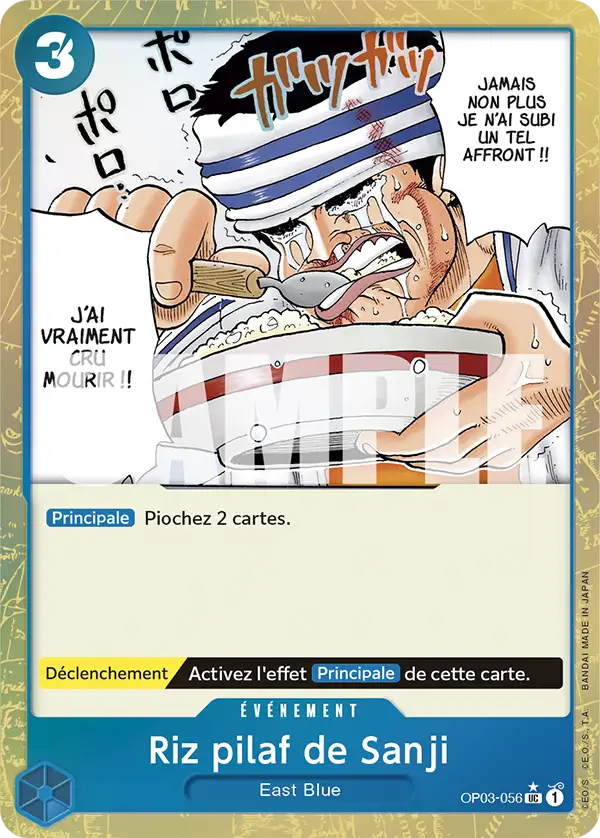 3
ポロ
ポロ
ガツガツ
JAMAIS
NON PLUS
JE N'AI SUBI
UN TEL
AFFRONT !!
J'AI
VRAIMENT
CRU
MOURIR !!
SAMPLE
Principale Piochez 2 cartes.
Déclenchement Activez l'effet Principale de cette carte.
ÉVÉNEMENT
Riz pilaf de Sanji
East Blue
OP03-056 UC 1
©E.O/S ©E.O./S., T.A. BANDAI MADE IN JAPAN